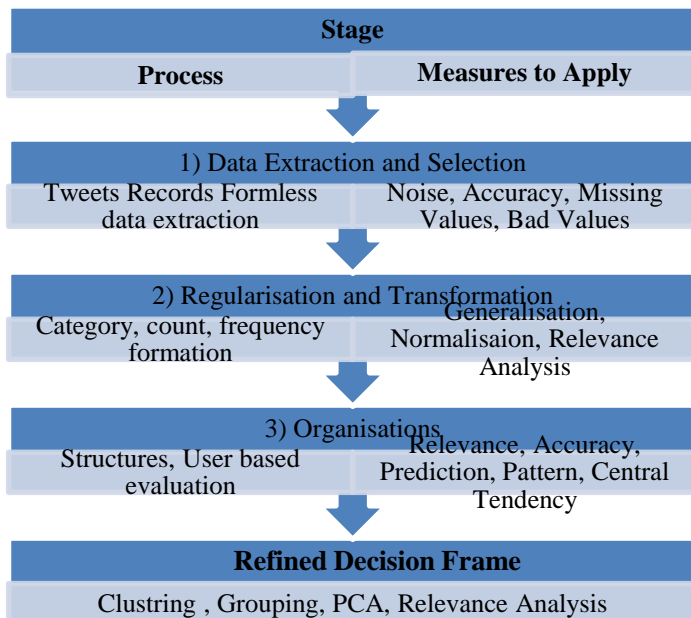 Stage
Process
Measures to Apply
1) Data Extraction and Selection
Tweets Records Formless
data extraction
Noise, Accuracy, Missing
Values, Bad Values
2) Regularisation and Transformation
Category, count, frequency
formation
Generalisation,
Normalisaion, Relevance
Analysis
3) Organisations
Structures, User based
evaluation
Relevance, Accuracy,
Prediction, Pattern, Central
Tendency
Refined Decision Frame
Clustring , Grouping, PCA, Relevance Analysis